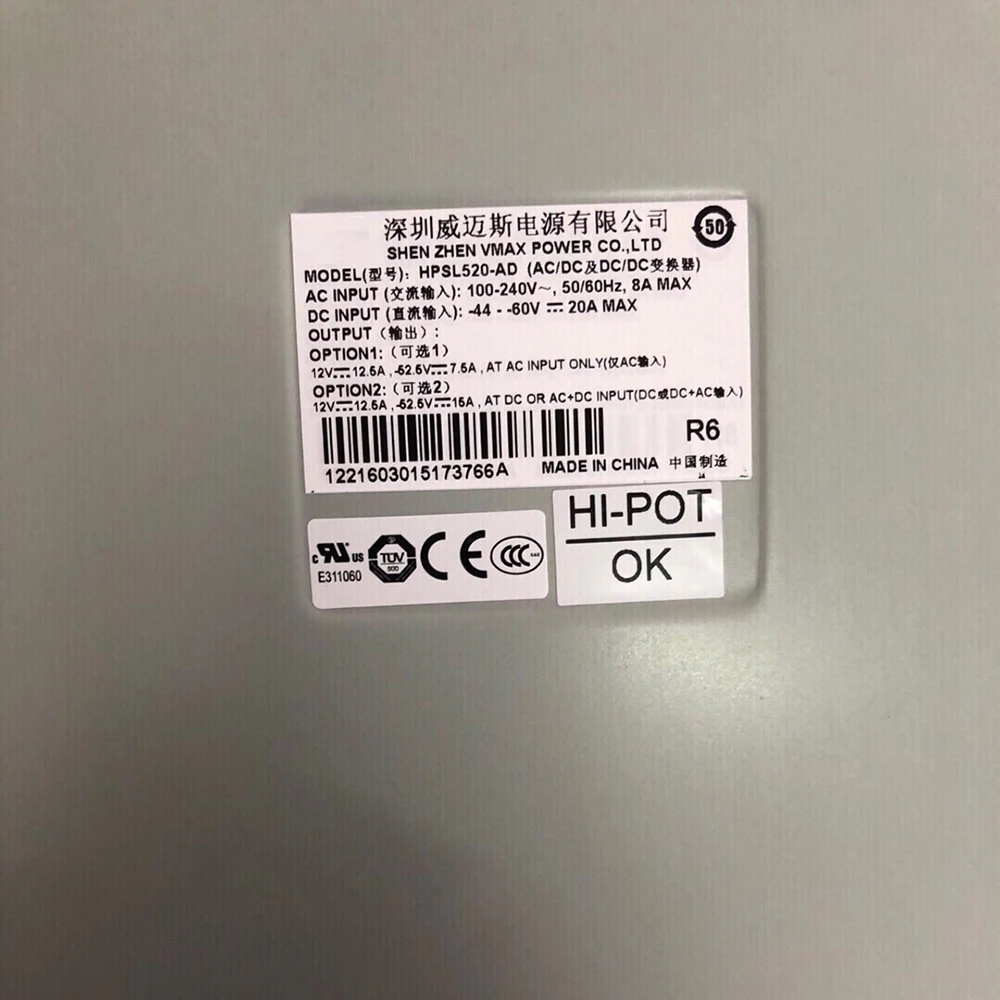 深圳威迈斯电源有限公司
50
SHEN ZHEN VMAX POWER CO.,LTD
MODEL(型号): HPSL520-AD (AC/DC及DC/DC变换器)
AC INPUT (交流输入): 100-240V~, 50/60Hz, 8A MAX
DC INPUT (直流输入): -44 - -60V ⎓ 20A MAX
OUTPUT (输出):
OPTION1: (可选1)
12V⎓12.5A , -52.5V⎓7.5A , AT AC INPUT ONLY(仅AC输入)
OPTION2: (可选2)
12V⎓12.5A , -52.5V⎓15A , AT DC OR AC+DC INPUT(DC或DC+AC输入)
R6
1221603015173766A
MADE IN CHINA 中国制造
HI-POT
OK
c RU US
E311060
TUV
CE
CCC